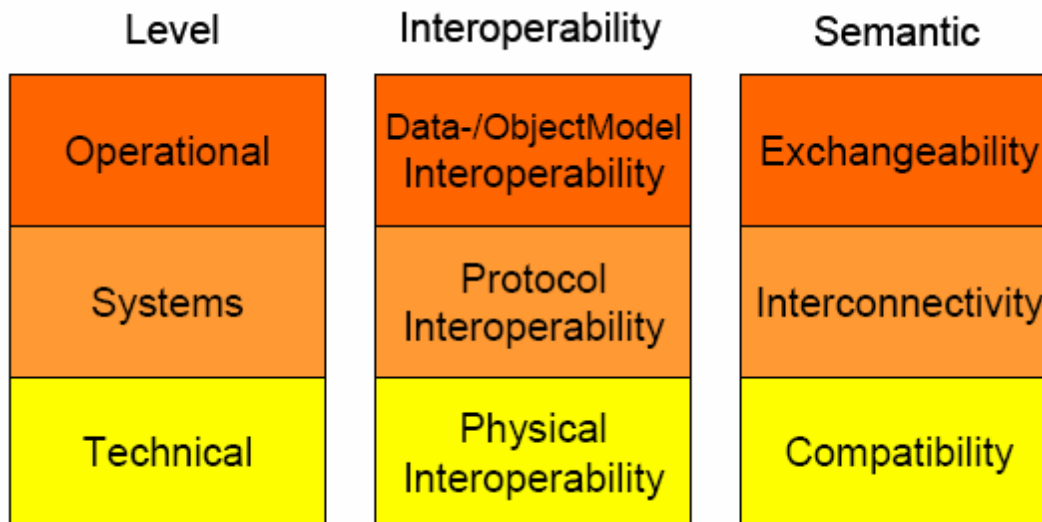 Level
Interoperability
Semantic
Operational
Data-/ObjectModel
Interoperability
Exchangeability
Systems
Protocol
Interoperability
Interconnectivity
Technical
Physical
Interoperability
Compatibility